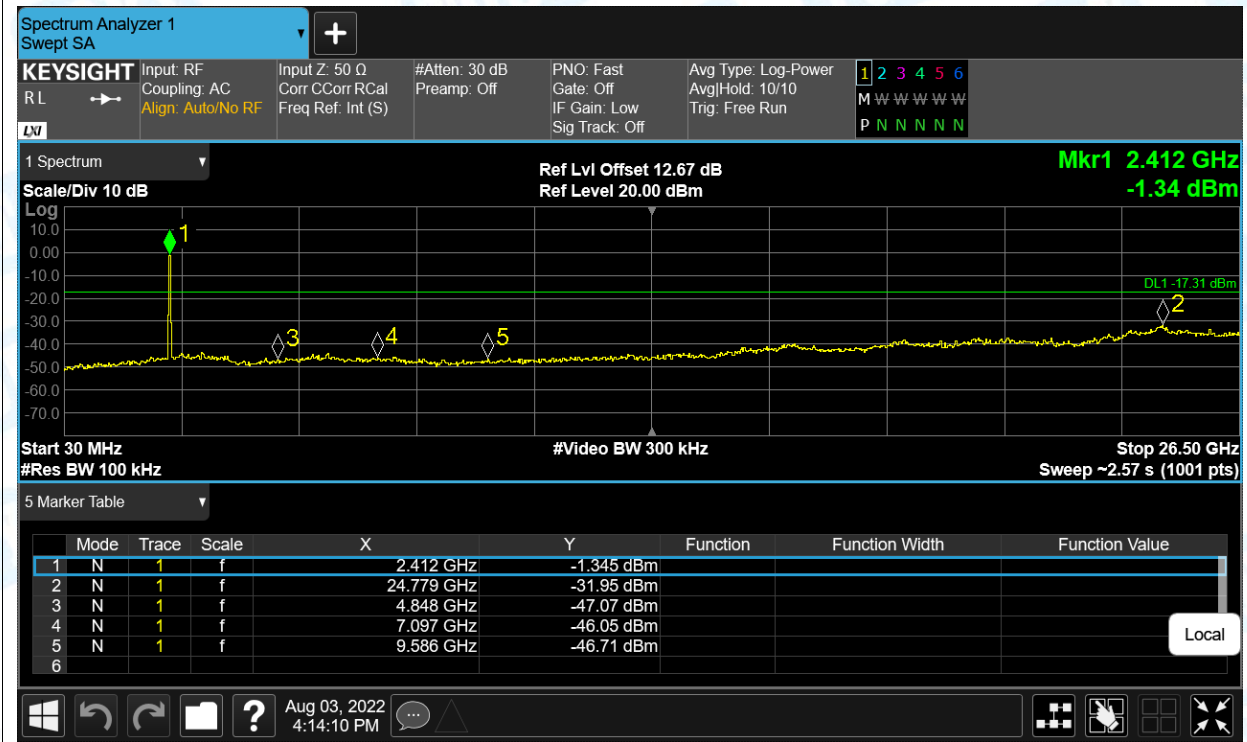 Spectrum Analyzer 1
Swept SA
KEYSIGHT
R L
LXI
Input: RF
Coupling: AC
Align: Auto/No RF
Input Z: 50 Ω
Corr CCorr RCal
Freq Ref: Int (S)
#Atten: 30 dB
Preamp: Off
PNO: Fast
Gate: Off
IF Gain: Low
Sig Track: Off
Avg Type: Log-Power
Avg|Hold: 10/10
Trig: Free Run
1 2 3 4 5 6
M W W W W W
P N N N N N
1 Spectrum
Scale/Div 10 dB
Ref Lvl Offset 12.67 dB
Ref Level 20.00 dBm
Mkr1 2.412 GHz
-1.34 dBm
Log
10.0
0.00
-10.0
-20.0
-30.0
-40.0
-50.0
-60.0
-70.0
1
3
4
5
2
DL1 -17.31 dBm
Start 30 MHz
#Video BW 300 kHz
Stop 26.50 GHz
#Res BW 100 kHz
Sweep ~2.57 s (1001 pts)
5 Marker Table
Mode Trace Scale X Y Function Function Width Function Value
1 N 1 f 2.412 GHz -1.345 dBm
2 N 1 f 24.779 GHz -31.95 dBm
3 N 1 f 4.848 GHz -47.07 dBm
4 N 1 f 7.097 GHz -46.05 dBm
5 N 1 f 9.586 GHz -46.71 dBm
6
Local
?
Aug 03, 2022
4:14:10 PM